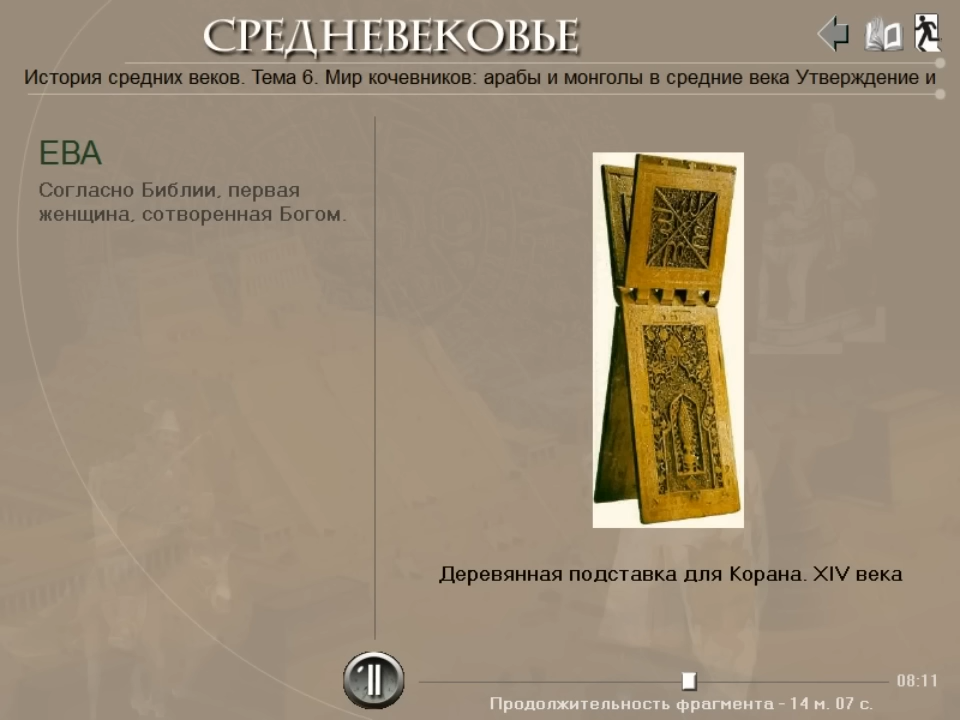 СРЕДНЕВЕКОВЬЕ
История средних веков. Тема 6. Мир кочевников: арабы и монголы в средние века Утверждение и
ЕВА
Согласно Библии, первая
женщина, сотворенная Богом.
Деревянная подставка для Корана. XIV века
08:11
Продолжительность фрагмента - 14 м. 07 с.